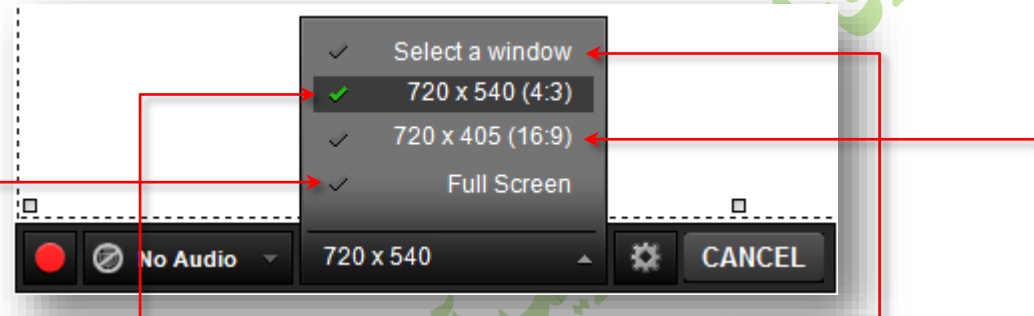 Select a window
720 x 540 (4:3)
720 x 405 (16:9)
Full Screen
No Audio
720 x 540
CANCEL